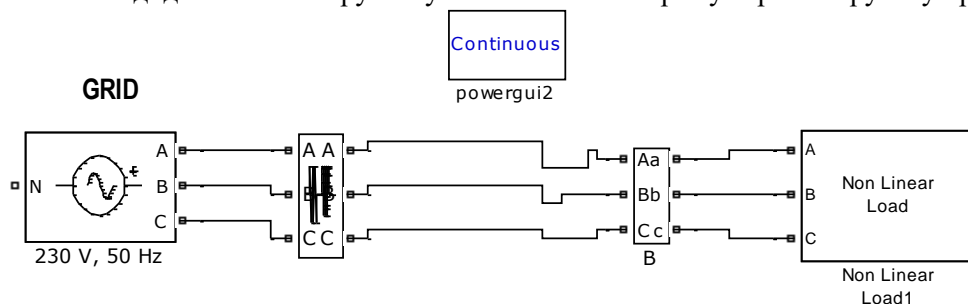 Continuous
powergui2
GRID
A
N
B
C
230 V, 50 Hz
A A
C C
Aa
Bb
Cc
B
A
B
C
Non Linear
Load
Non Linear
Load1